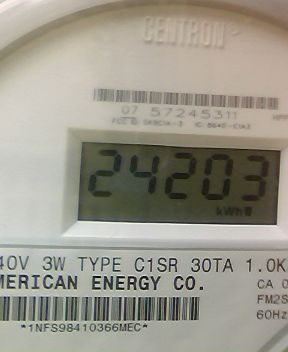 CENTRON
07 57245311
24203
kWh
40V 3W TYPE C1SR 30TA 1.0K
MERICAN ENERGY CO.
CA 0
FM2S
60Hz
*1NFS98410366MEC*